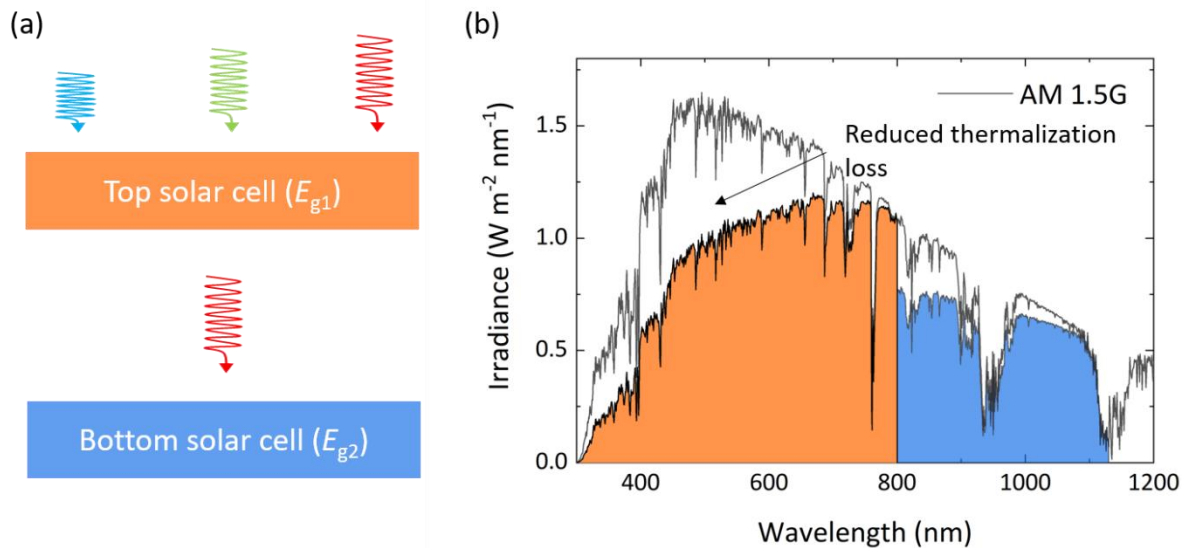 (a)
Top solar cell (Eg1)
Bottom solar cell (Eg2)
(b)
AM 1.5G
Reduced thermalization
loss
Irradiance (W m-2 nm-1)
1.5
1.0
0.5
0.0
400
600
800
1000
1200
Wavelength (nm)